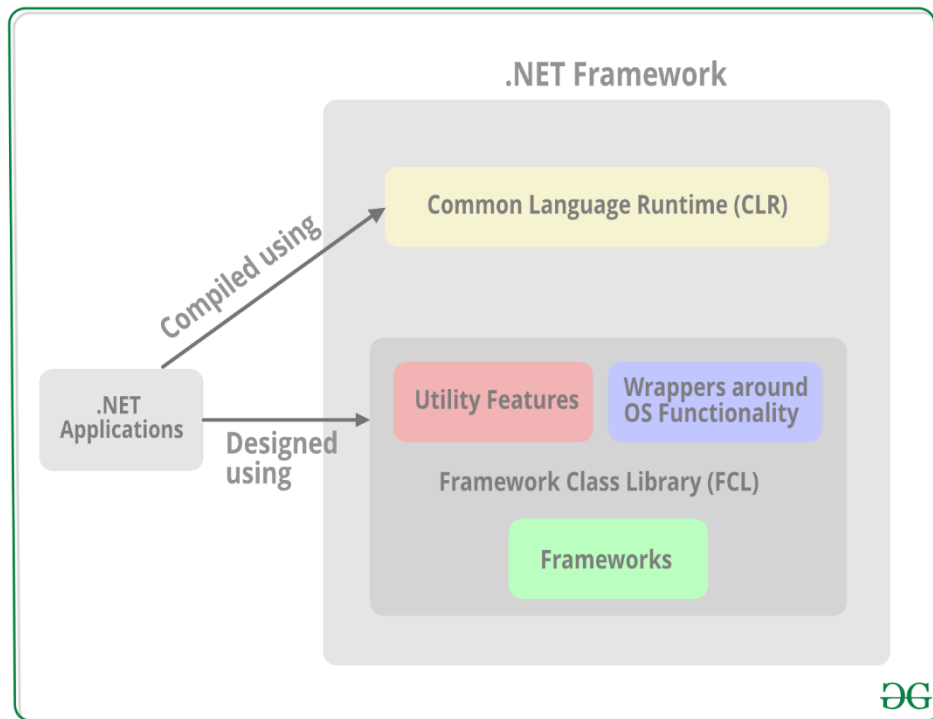 .NET Framework
Common Language Runtime (CLR)
Compiled using
.NET
Applications
Designed
using
Utility Features
Wrappers around
OS Functionality
Framework Class Library (FCL)
Frameworks